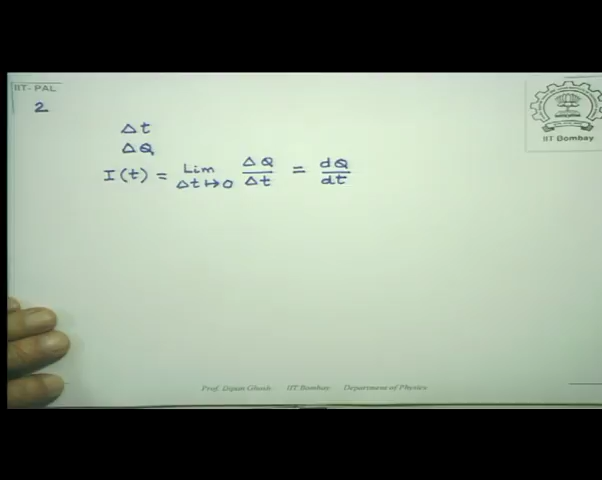 IIT- PAL
2
Δt
ΔQ
I(t) = Lim Δt↦0 ΔQ/Δt = dQ/dt
IIT Bombay
Prof. Dipan Ghosh IIT Bombay Department of Physics